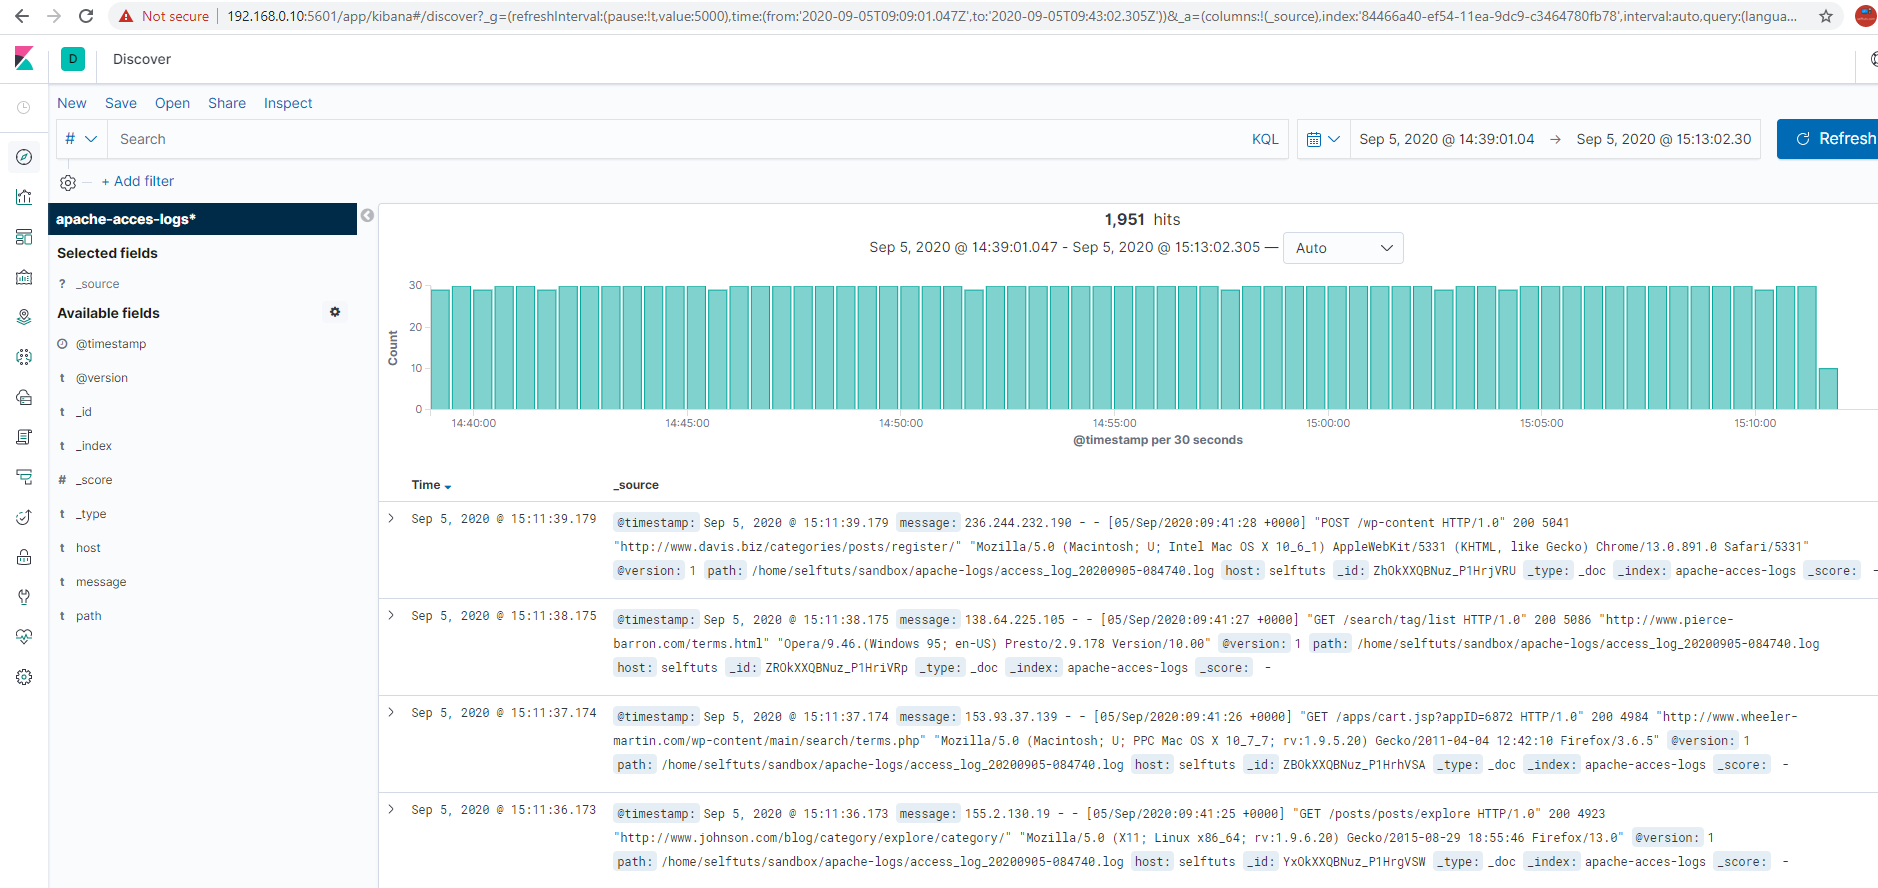 Not secure | 192.168.0.10:5601/app/kibana#/discover?_g=(refreshInterval:(pause:!t,value:5000),time:(from:'2020-09-05T09:09:01.047Z',to:'2020-09-05T09:43:02.305Z'))&_a=(columns:!(_source),index:'84466a40-ef54-11ea-9dc9-c3464780fb78',interval:auto,query:(langua...
D Discover
New Save Open Share Inspect
# Search KQL Sep 5, 2020 @ 14:39:01.04 → Sep 5, 2020 @ 15:13:02.30 Refresh
+ Add filter
apache-acces-logs*
Selected fields
? _source
Available fields
@timestamp
t @version
t _id
t _index
# _score
t _type
t host
t message
t path
1,951 hits
Sep 5, 2020 @ 14:39:01.047 - Sep 5, 2020 @ 15:13:02.305 — Auto
Count
30
20
10
0
14:40:00 14:45:00 14:50:00 14:55:00 15:00:00 15:05:00 15:10:00
@timestamp per 30 seconds
Time _source
Sep 5, 2020 @ 15:11:39.179 @timestamp: Sep 5, 2020 @ 15:11:39.179 message: 236.244.232.190 - - [05/Sep/2020:09:41:28 +0000] "POST /wp-content HTTP/1.0" 200 5041
"http://www.davis.biz/categories/posts/register/" "Mozilla/5.0 (Macintosh; U; Intel Mac OS X 10_6_1) AppleWebKit/5331 (KHTML, like Gecko) Chrome/13.0.891.0 Safari/5331"
@version: 1 path: /home/selftuts/sandbox/apache-logs/access_log_20200905-084740.log host: selftuts _id: ZhOkXXQBNuz_P1HrjVRU _type: _doc _index: apache-acces-logs _score: -
Sep 5, 2020 @ 15:11:38.175 @timestamp: Sep 5, 2020 @ 15:11:38.175 message: 138.64.225.105 - - [05/Sep/2020:09:41:27 +0000] "GET /search/tag/list HTTP/1.0" 200 5086 "http://www.pierce-
barron.com/terms.html" "Opera/9.46.(Windows 95; en-US) Presto/2.9.178 Version/10.00" @version: 1 path: /home/selftuts/sandbox/apache-logs/access_log_20200905-084740.log
host: selftuts _id: ZROkXXQBNuz_P1HriVRp _type: _doc _index: apache-acces-logs _score: -
Sep 5, 2020 @ 15:11:37.174 @timestamp: Sep 5, 2020 @ 15:11:37.174 message: 153.93.37.139 - - [05/Sep/2020:09:41:26 +0000] "GET /apps/cart.jsp?appID=6872 HTTP/1.0" 200 4984 "http://www.wheeler-
martin.com/wp-content/main/search/terms.php" "Mozilla/5.0 (Macintosh; U; PPC Mac OS X 10_7_7; rv:1.9.5.20) Gecko/2011-04-04 12:42:10 Firefox/3.6.5" @version: 1
path: /home/selftuts/sandbox/apache-logs/access_log_20200905-084740.log host: selftuts _id: ZBOkXXQBNuz_P1HrhVSA _type: _doc _index: apache-acces-logs _score: -
Sep 5, 2020 @ 15:11:36.173 @timestamp: Sep 5, 2020 @ 15:11:36.173 message: 155.2.130.19 - - [05/Sep/2020:09:41:25 +0000] "GET /posts/posts/explore HTTP/1.0" 200 4923
"http://www.johnson.com/blog/category/explore/category/" "Mozilla/5.0 (X11; Linux x86_64; rv:1.9.6.20) Gecko/2015-08-29 18:55:46 Firefox/13.0" @version: 1
path: /home/selftuts/sandbox/apache-logs/access_log_20200905-084740.log host: selftuts _id: YxOkXXQBNuz_P1HrgVSW _type: _doc _index: apache-acces-logs _score: -